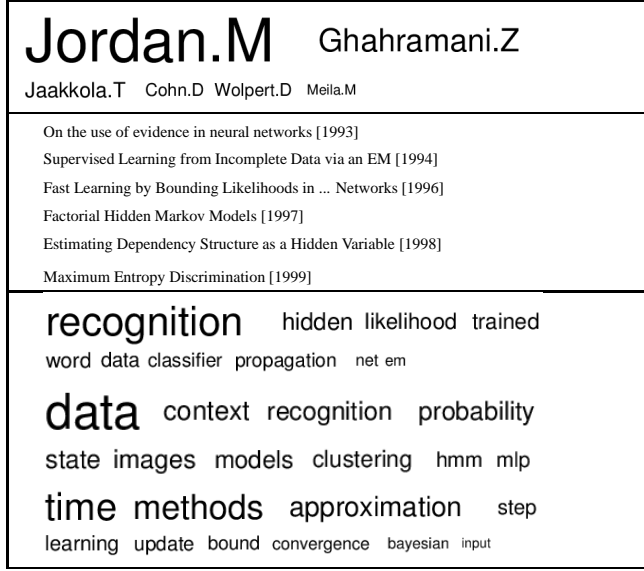 Jordan.M Ghahramani.Z
Jaakkola.T Cohn.D Wolpert.D Meila.M
On the use of evidence in neural networks [1993]
Supervised Learning from Incomplete Data via an EM [1994]
Fast Learning by Bounding Likelihoods in ... Networks [1996]
Factorial Hidden Markov Models [1997]
Estimating Dependency Structure as a Hidden Variable [1998]
Maximum Entropy Discrimination [1999]
recognition hidden likelihood trained
word data classifier propagation net em
data context recognition probability
state images models clustering hmm mlp
time methods approximation step
learning update bound convergence bayesian input